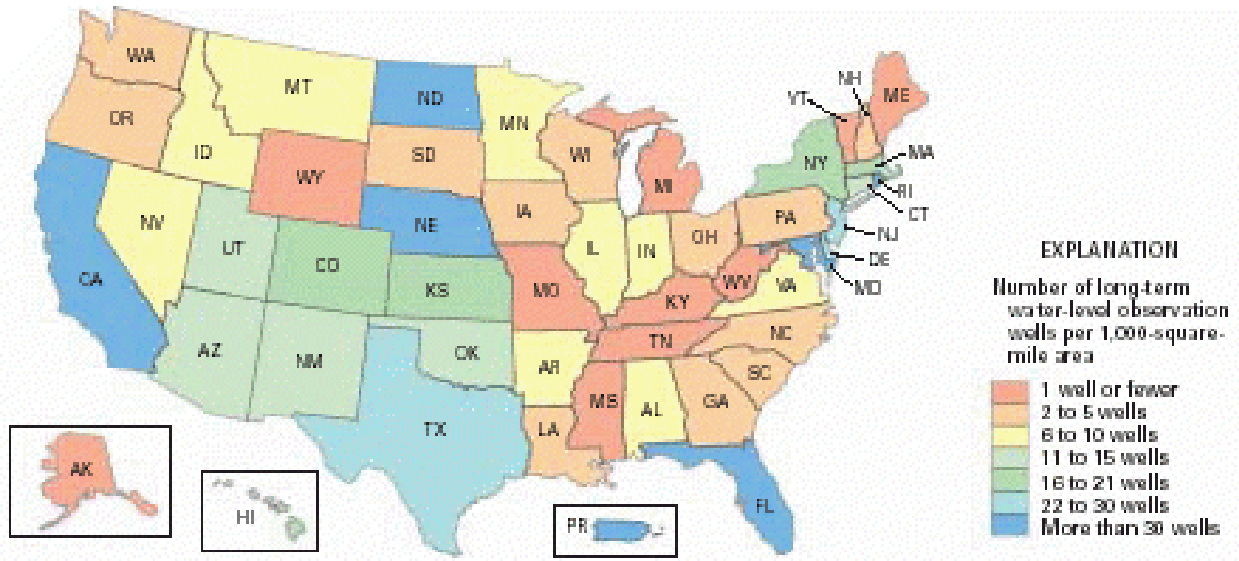 WA
MT
ND
MN
OR
ID
SD
WI
WY
MI
NH
VT
ME
NY
MA
RI
CT
NV
IA
NE
PA
NJ
UT
CO
IL
IN
OH
DE
MD
CA
KS
MO
WV
VA
KY
AZ
NM
OK
TN
NC
AR
SC
MS
AL
GA
TX
LA
FL
AK
HI
PR
EXPLANATION
Number of long-term
water-level observation
wells per 1,000-square-
mile area
1 well or fewer
2 to 5 wells
6 to 10 wells
11 to 15 wells
16 to 21 wells
22 to 30 wells
More than 30 wells